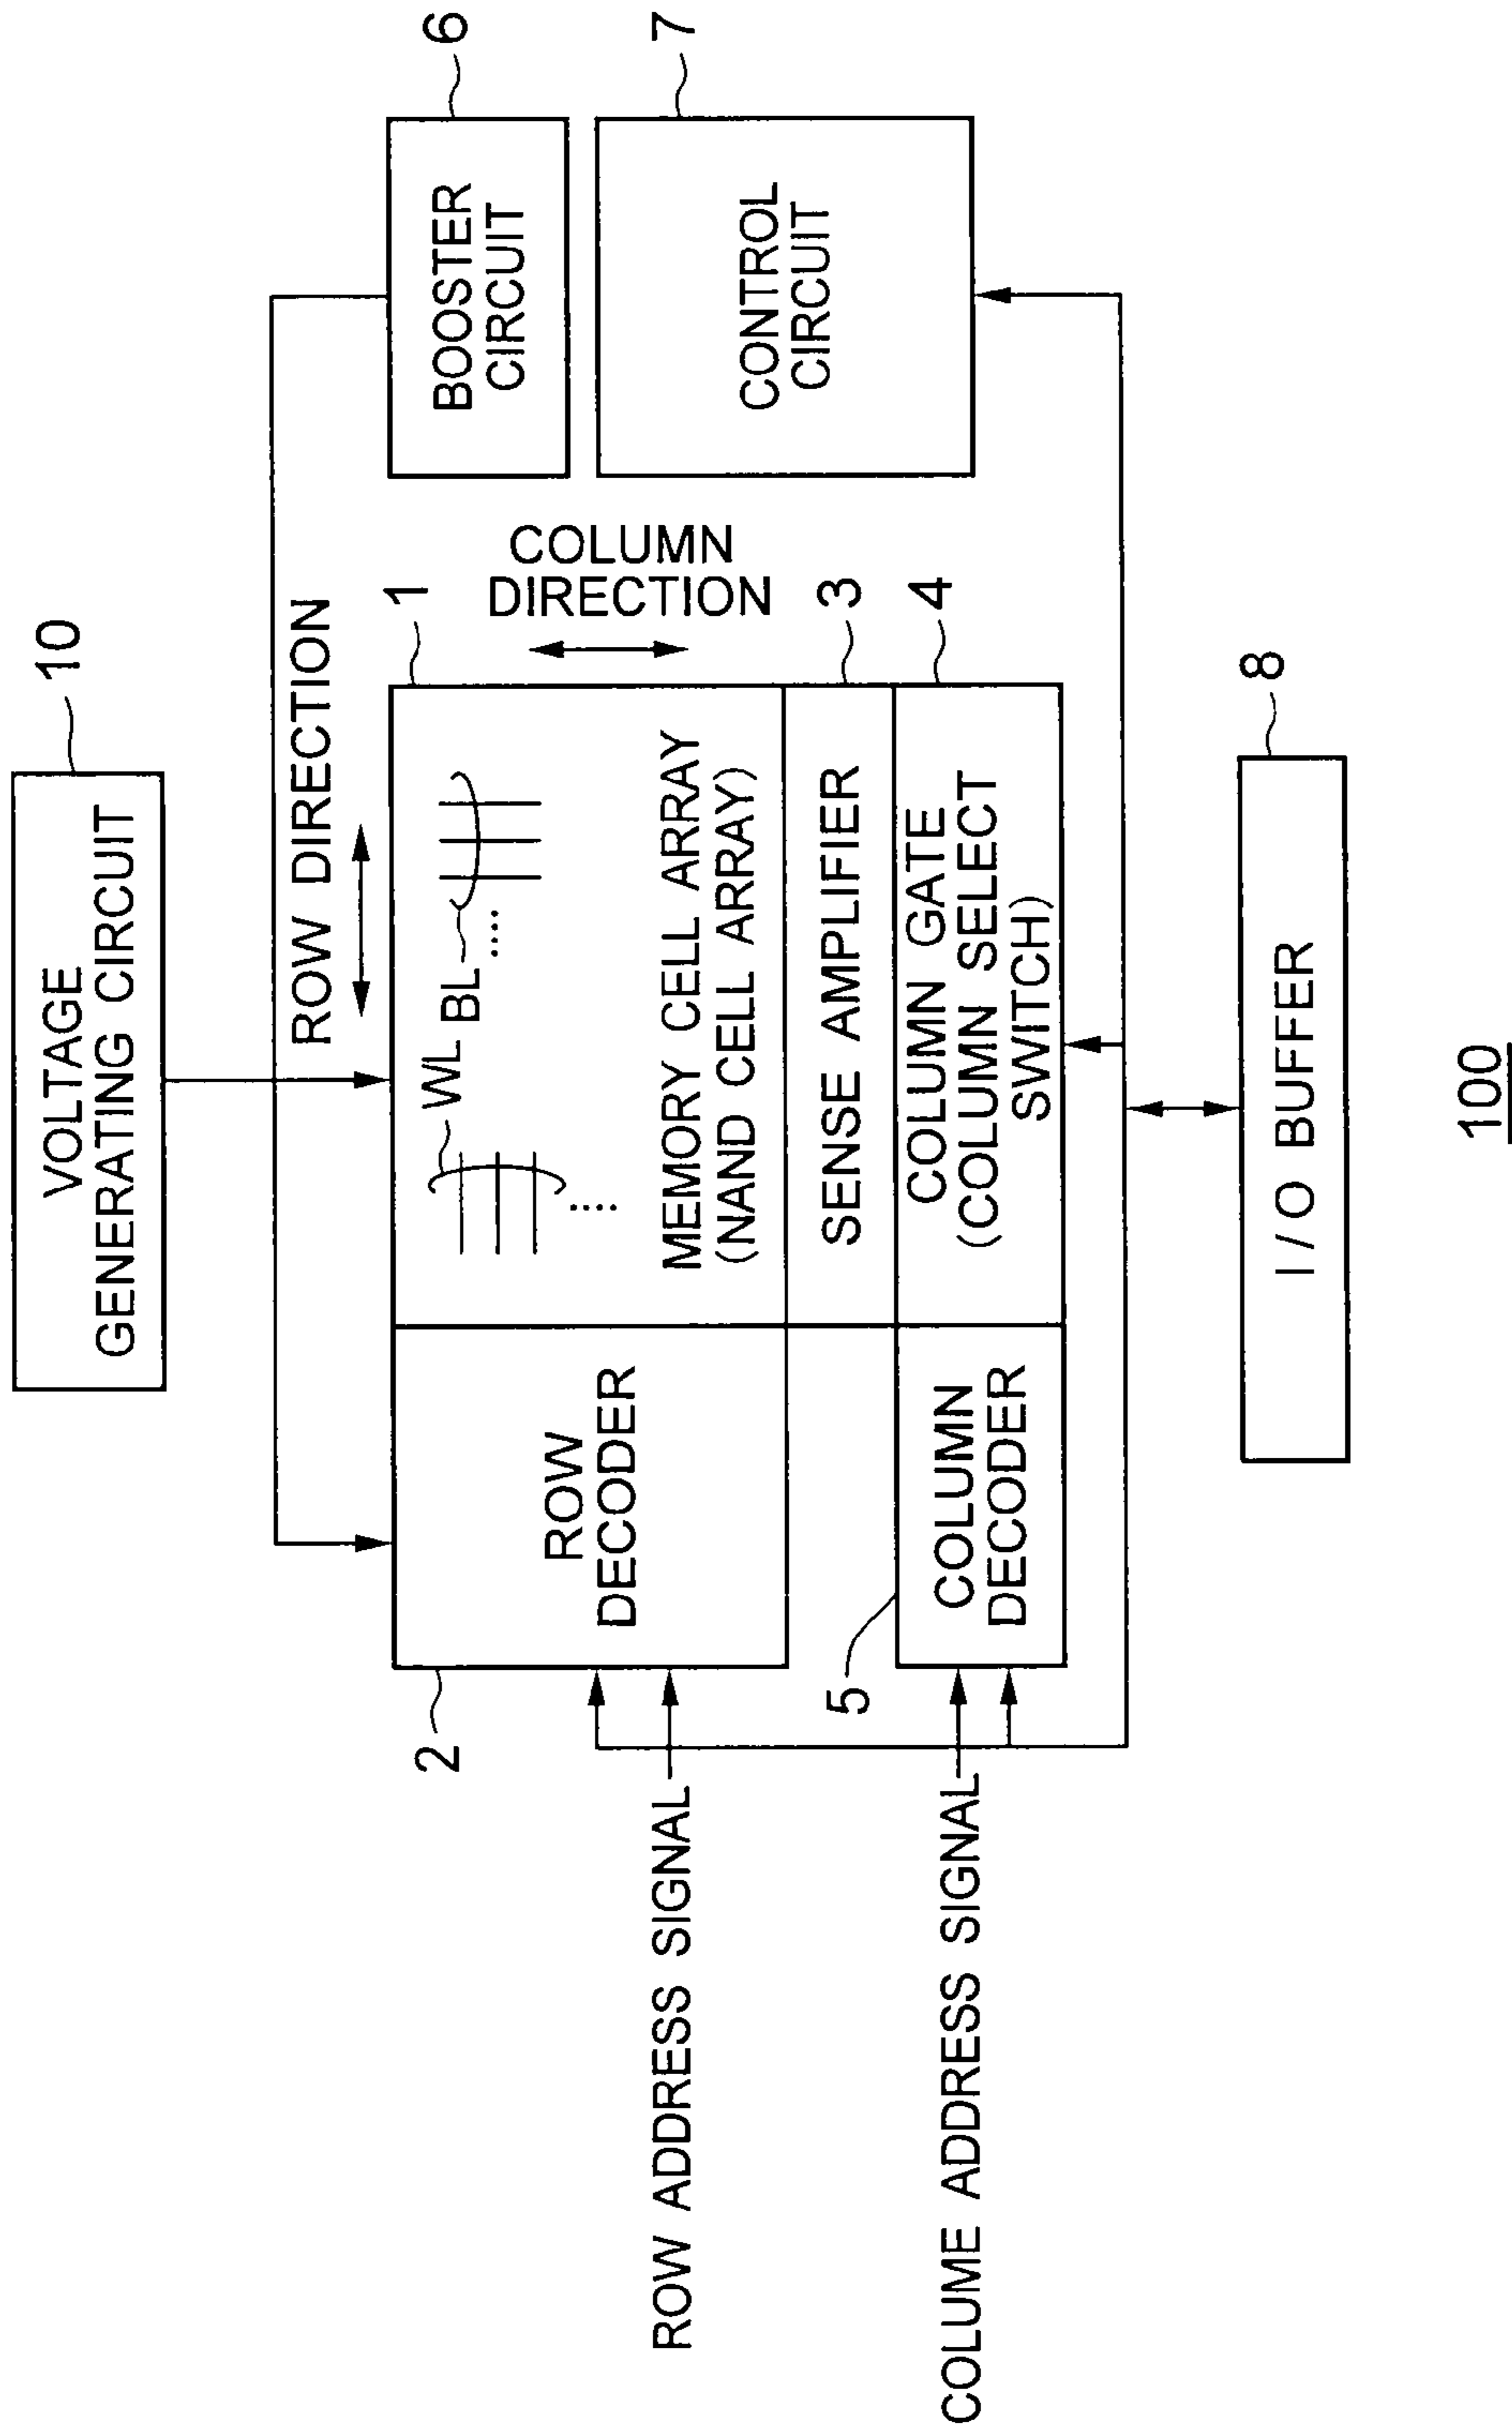 VOLTAGE
GENERATING CIRCUIT
10
ROW DIRECTION
6
BOOSTER
CIRCUIT
7
CONTROL
CIRCUIT
COLUMN
DIRECTION
1
WL
BL
....
....
MEMORY CELL ARRAY
(NAND CELL ARRAY)
2
ROW
DECODER
ROW ADDRESS SIGNAL
3
SENSE AMPLIFIER
4
COLUMN GATE
(COLUMN SELECT
SWITCH)
5
COLUMN
DECODER
COLUME ADDRESS SIGNAL
8
I/O BUFFER
100